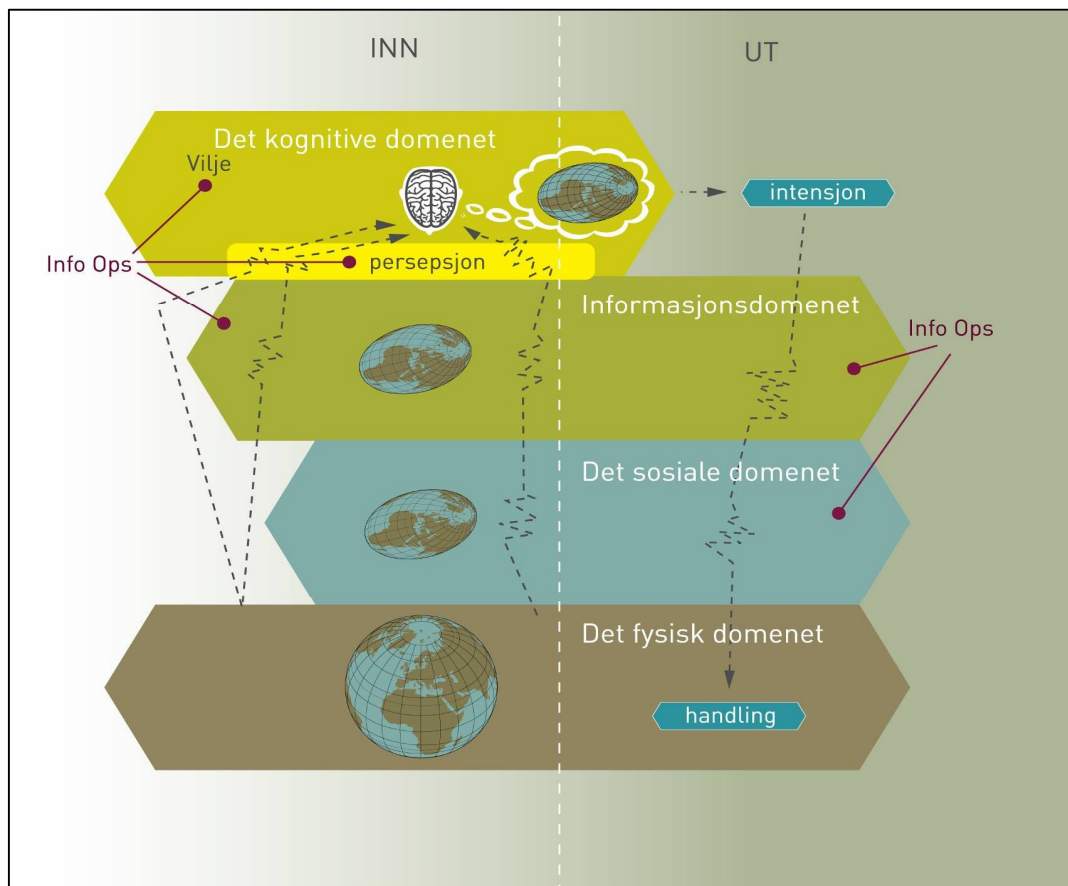 INN
UT
Det kognitive domenet
Vilje
intensjon
Info Ops
persepsjon
Informasjonsdomenet
Info Ops
Det sosiale domenet
Det fysisk domenet
handling